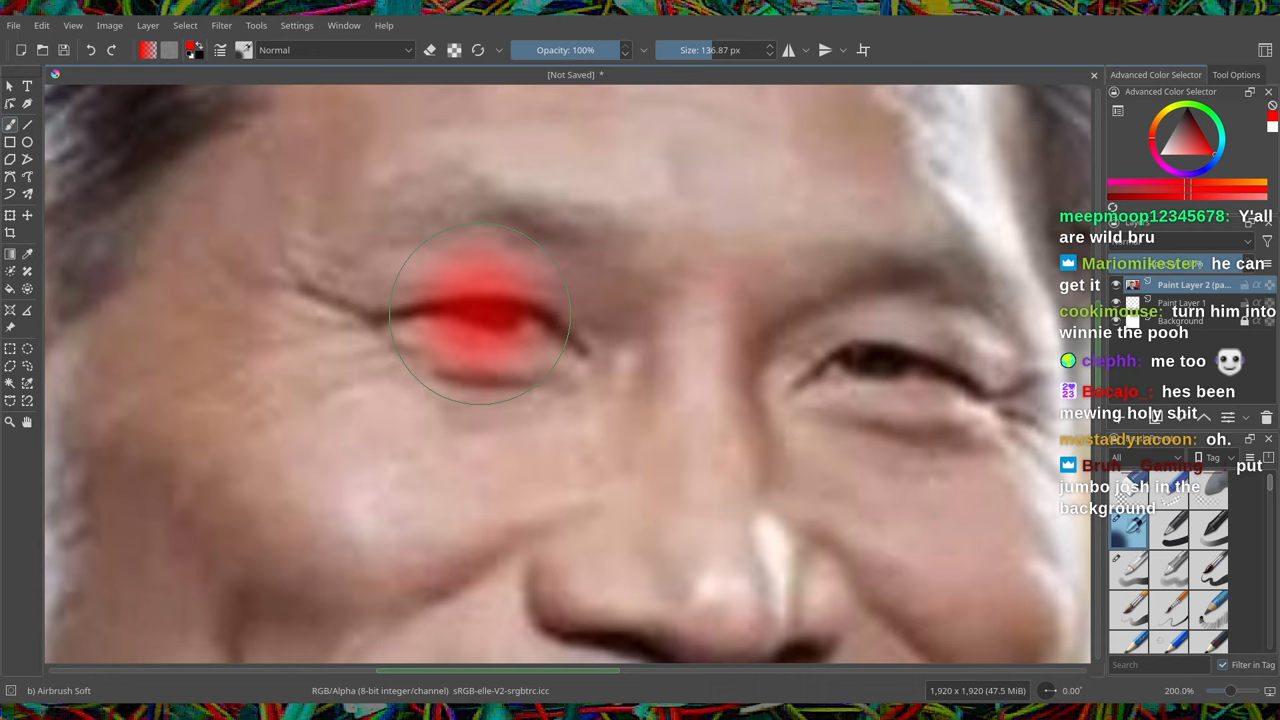 File Edit View Image Layer Select Filter Tools Settings Window Help
Normal
Opacity: 100%
Size: 136.87 px
[Not Saved] *
Advanced Color Selector
Tool Options
Advanced Color Selector
meepmoop12345678: Y'all
are wild bru
Mariomikester: he can
get it
Paint Layer 2 (pa...
Paint Layer 1
cookimouse: turn him into
Background
winnie the pooh
clephh: me too
Bocajo_: hes been
mewing holy shit
mustardyracoon: oh.
All
Tag
put
jumbo josh in the
background
Search
Filter in Tag
b) Airbrush Soft
RGB/Alpha (8-bit integer/channel) sRGB-elle-V2-srgbtrc.icc
1,920 x 1,920 (47.5 MiB)
0.00°
200.0%